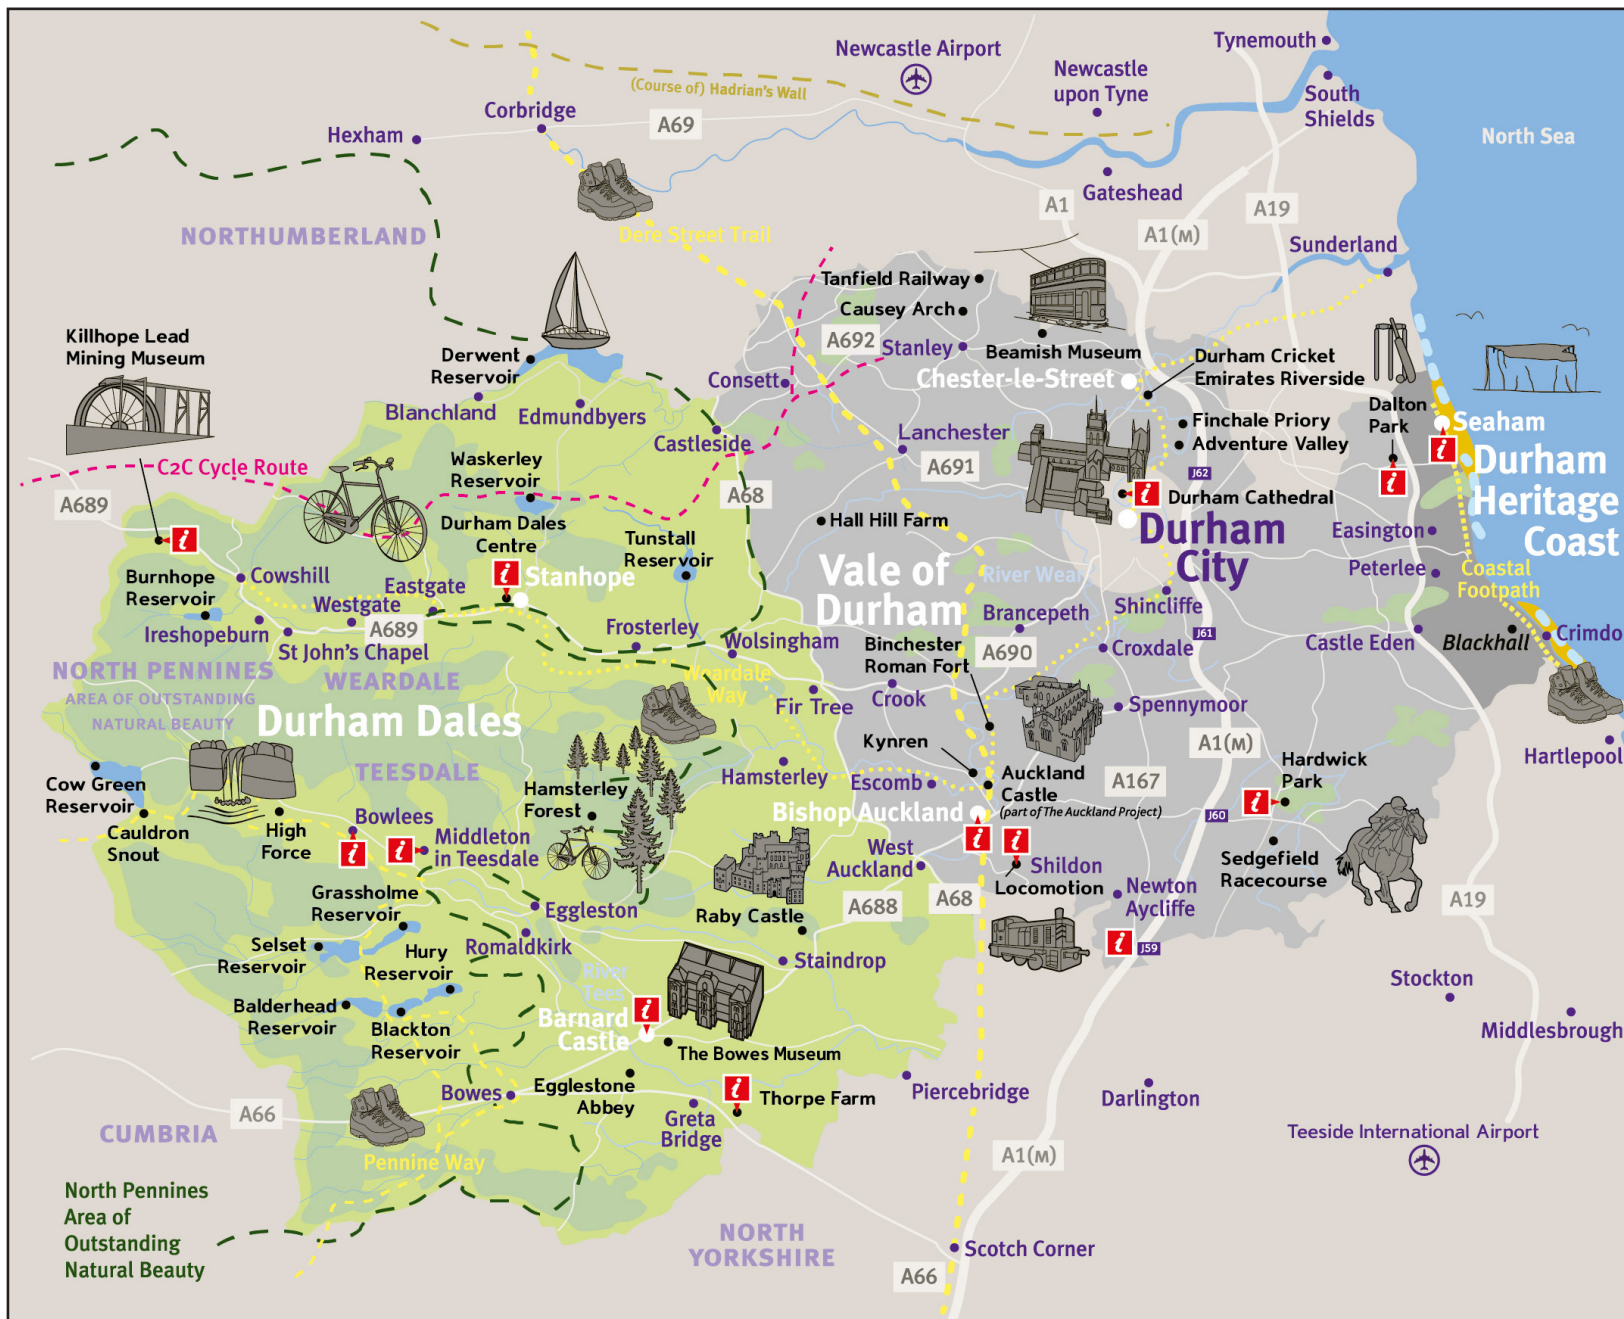 Tynemouth
Newcastle Airport
Newcastle
upon Tyne
South
Shields
(Course of) Hadrian's Wall
Corbridge
Hexham
A69
North Sea
Gateshead
A1
A19
A1(M)
NORTHUMBERLAND
Dere Street Trail
Sunderland
Tanfield Railway
Causey Arch
A692
Stanley
Beamish Museum
Killhope Lead
Mining Museum
Derwent
Reservoir
Durham Cricket
Emirates Riverside
Consett
Chester-le-Street
Blanchland
Edmundbyers
Castleside
Dalton
Park
Seaham
Finchale Priory
Adventure Valley
Lanchester
A691
J62
C2C Cycle Route
Waskerley
Reservoir
A68
A689
Durham
Heritage
Coast
i
i
i
Durham Cathedral
Durham
City
Hall Hill Farm
Durham Dales
Centre
Tunstall
Reservoir
Easington
i
Vale of
Durham
River Wear
Peterlee
Coastal
Footpath
Burnhope
Reservoir
Cowshill
Eastgate
i
Stanhope
Westgate
A689
Ireshopeburn
St John's Chapel
Frosterley
Wolsingham
Brancepeth
Shincliffe
Binchester
Roman Fort
A690
J61
Croxdale
Castle Eden
Blackhall
Crimdo
NORTH PENNINES
AREA OF OUTSTANDING
NATURAL BEAUTY
WEARDALE
Weardale
Way
Durham Dales
Fir Tree
Crook
Spennymoor
A1(M)
Hartlepool
Kynren
TEESDALE
Hamsterley
Escomb
Auckland
Castle
(part of The Auckland Project)
A167
Hardwick
Park
i
Cow Green
Reservoir
Cauldron
Snout
High
Force
Hamsterley
Forest
Bishop Auckland
J60
Bowlees
i
i
Middleton
in Teesdale
i
i
West
Auckland
Shildon
Locomotion
Sedgefield
Racecourse
Grassholme
Reservoir
Eggleston
Raby Castle
A688
A68
Newton
Aycliffe
A19
Selset
Reservoir
Hury
Reservoir
Romaldkirk
Staindrop
i
J59
River
Tees
Stockton
Balderhead
Reservoir
Blackton
Reservoir
i
Barnard
Castle
Middlesbrough
The Bowes Museum
Bowes
Egglestone
Abbey
i
Thorpe Farm
Piercebridge
Darlington
A66
CUMBRIA
Greta
Bridge
Teeside International Airport
Pennine Way
A1(M)
North Pennines
Area of
Outstanding
Natural Beauty
NORTH
YORKSHIRE
Scotch Corner
A66